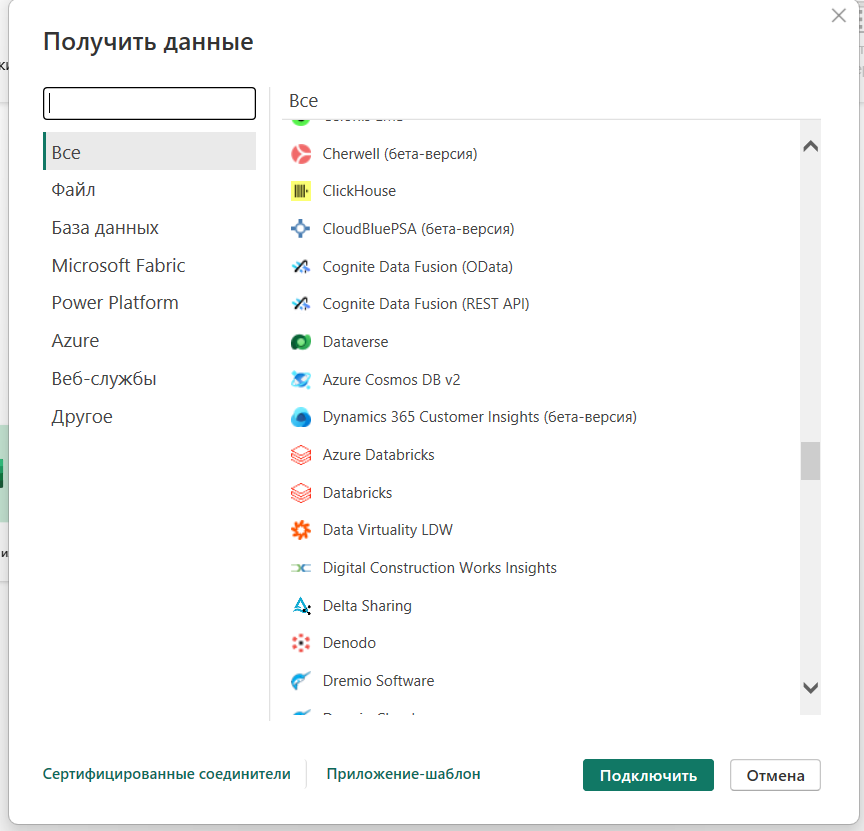 Получить данные
Все
Файл
База данных
Microsoft Fabric
Power Platform
Azure
Веб-службы
Другое
Все
Cherwell (бета-версия)
ClickHouse
CloudBluePSA (бета-версия)
Cognite Data Fusion (OData)
Cognite Data Fusion (REST API)
Dataverse
Azure Cosmos DB v2
Dynamics 365 Customer Insights (бета-версия)
Azure Databricks
Databricks
Data Virtuality LDW
Digital Construction Works Insights
Delta Sharing
Denodo
Dremio Software
Сертифицированные соединители
Приложение-шаблон
Подключить
Отмена